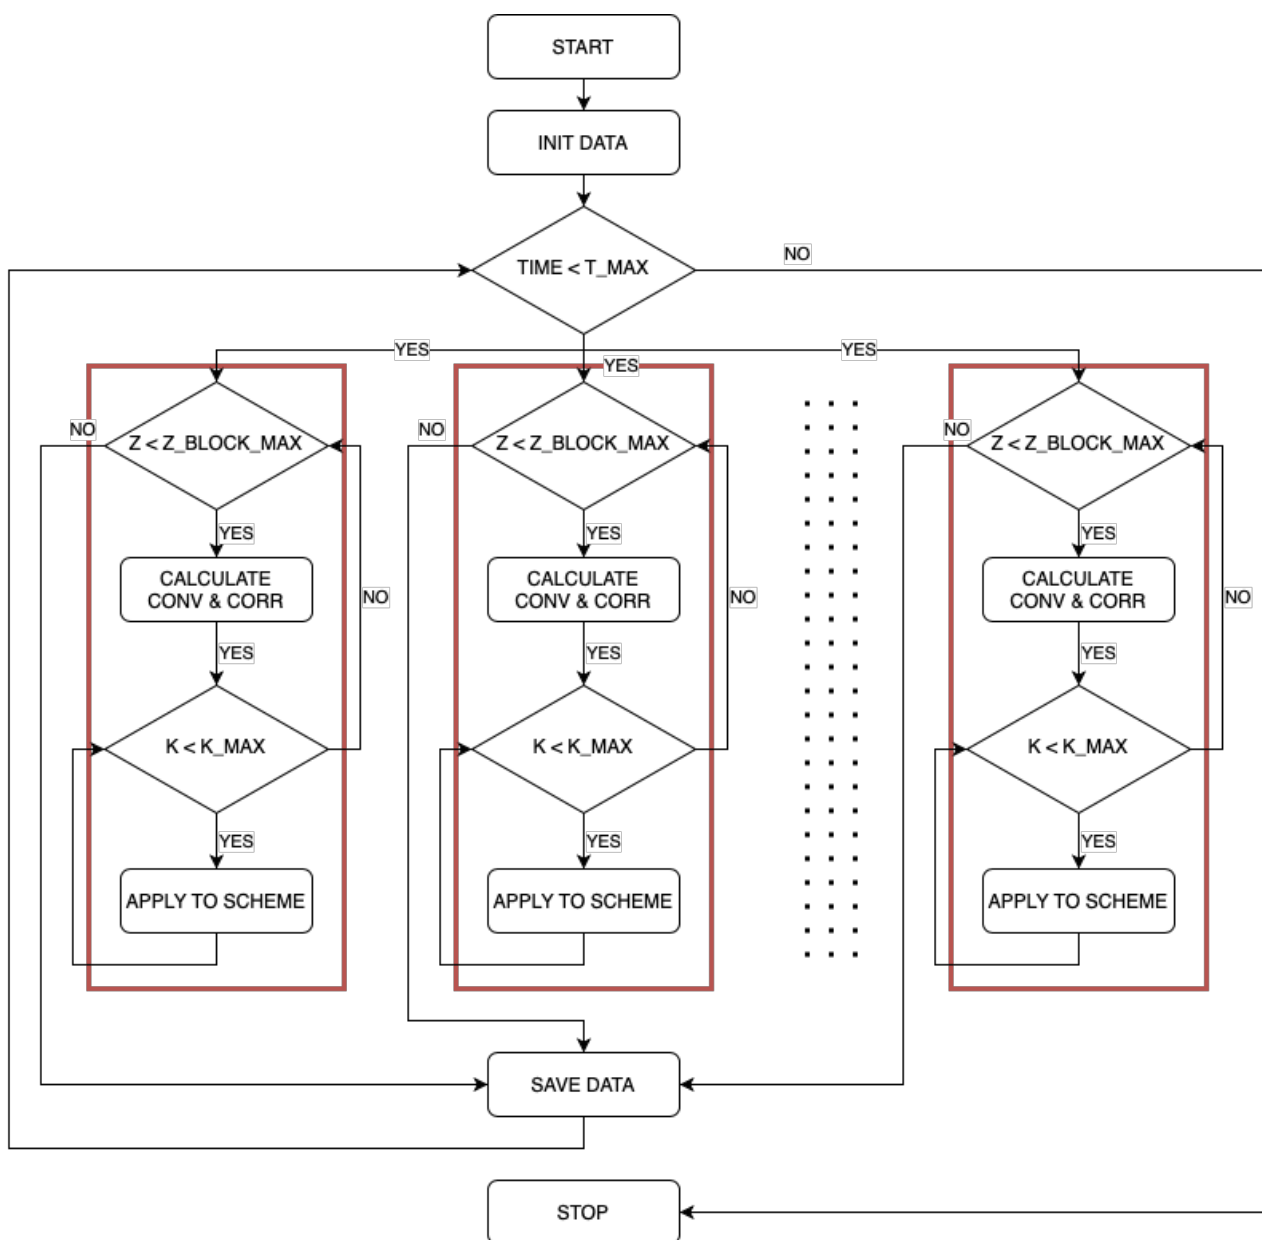 START
INIT DATA
TIME < T_MAX
NO
YES
YES
YES
NO
Z < Z_BLOCK_MAX
NO
Z < Z_BLOCK_MAX
NO
Z < Z_BLOCK_MAX
YES
YES
YES
CALCULATE
CONV & CORR
NO
CALCULATE
CONV & CORR
NO
CALCULATE
CONV & CORR
NO
YES
YES
YES
K < K_MAX
K < K_MAX
K < K_MAX
YES
YES
YES
APPLY TO SCHEME
APPLY TO SCHEME
APPLY TO SCHEME
SAVE DATA
STOP